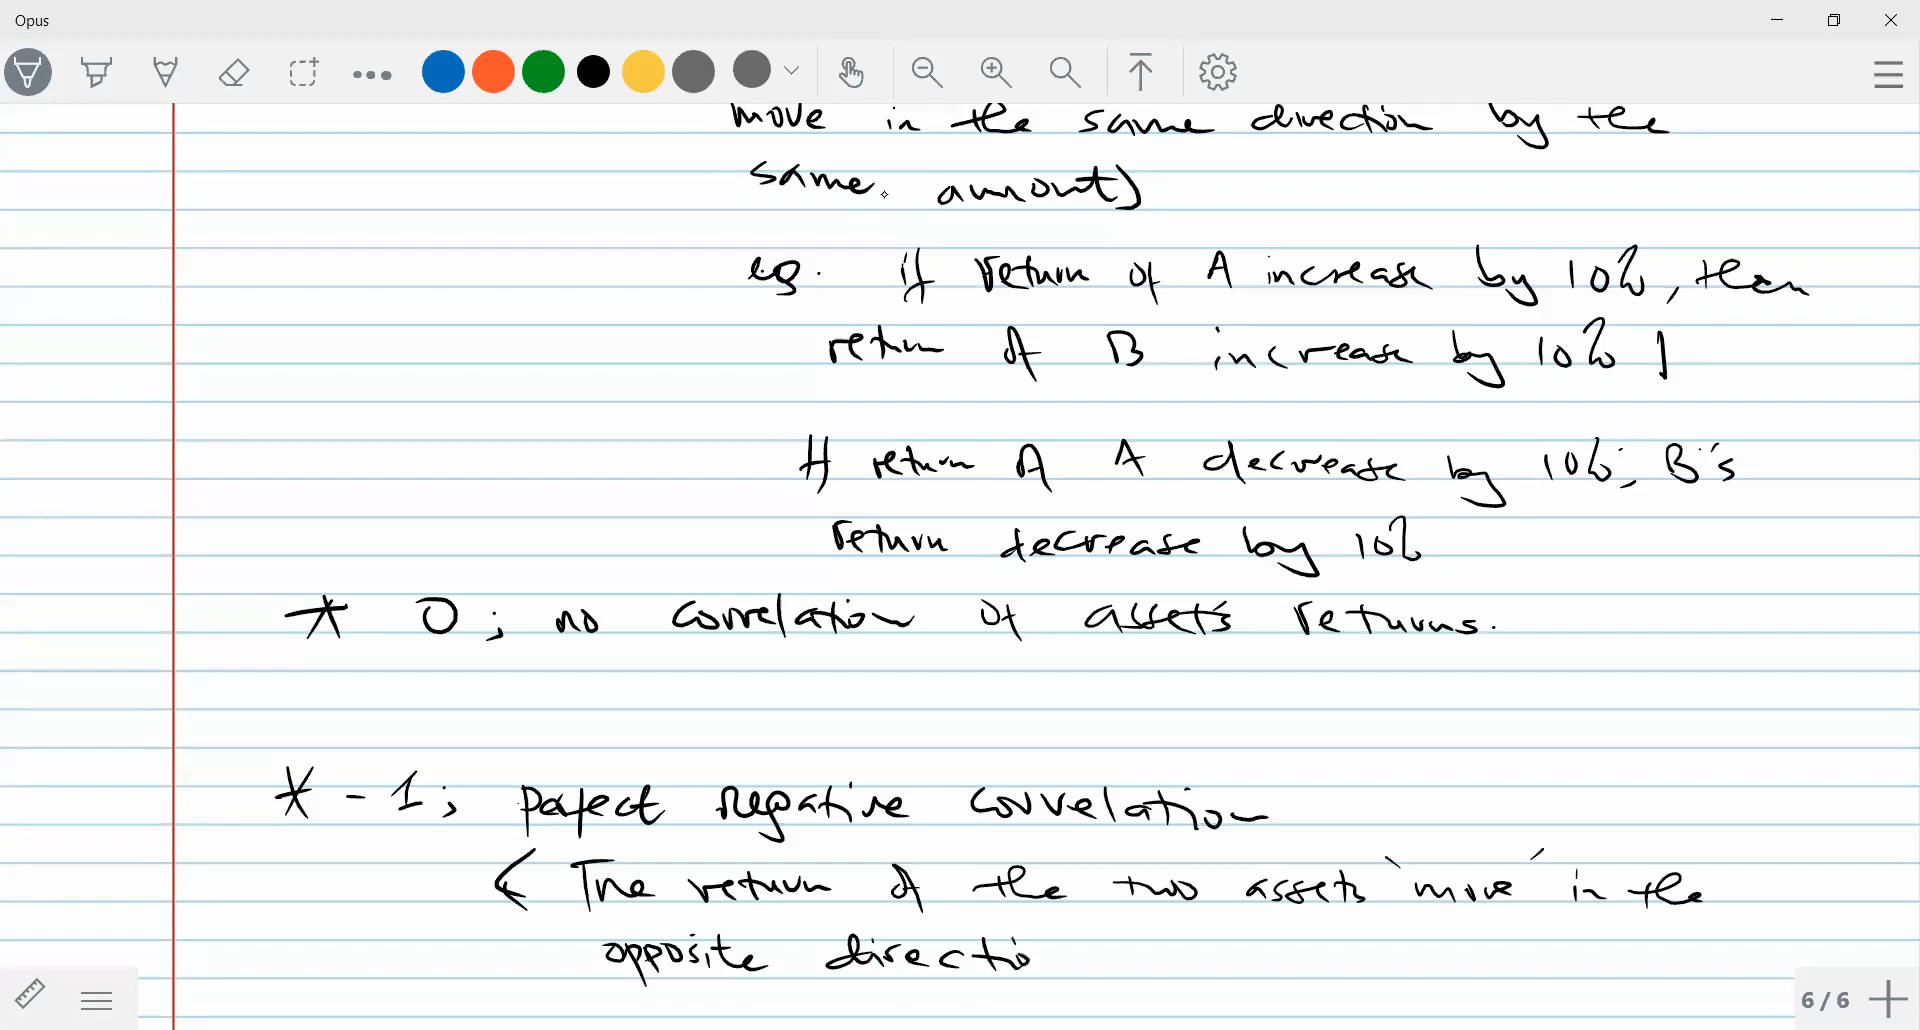 Opus
move in the same direction by the
same. amount)
eg. if return of A increase by 10%, then
return of B increase by 10%
If return of A decrease by 10%; B's
return decrease by 10%
* 0; no correlation of assets returns.
* - 1; perfect negative correlation
( The return of the two assets 'move' in the
opposite directio
6 / 6